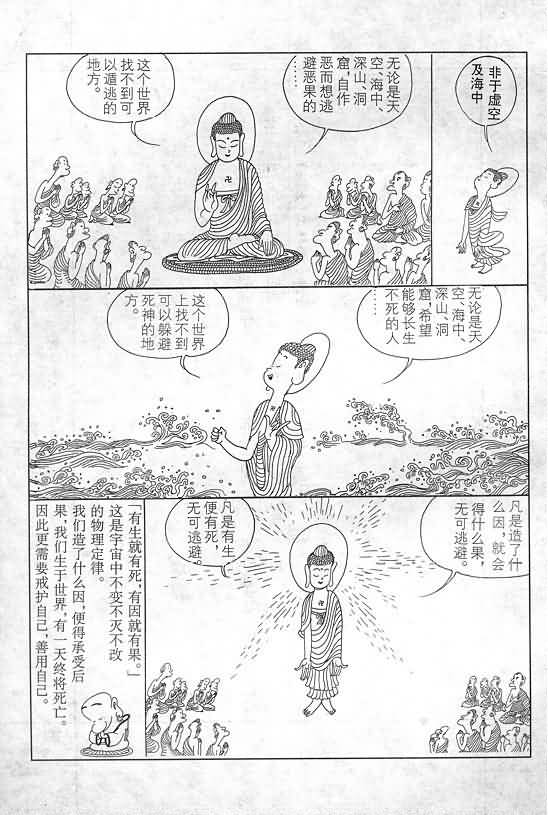 非于虚空
及海中
无论是天
空、海中、
深山、洞
窟,自作
恶而想逃
避恶果的
……
这个世界
找不到可
以遁逃的
地方。
无论是天
空、海中、
深山、洞
窟,希望
能够长生
不死的人
……
这个世界
上找不到
可以躲避
死神的地
方。
凡是造了什
么因,就会
得什么果,
无可逃避。
凡是有生
便有死,
无可逃避。
「有生就有死,有因就有果。」
这是宇宙中不变不灭不改
的物理定律。
我们造了什么因,便得承受后
果,我们生于世界,有一天终将死亡。
因此更需要戒护自己,善用自己。